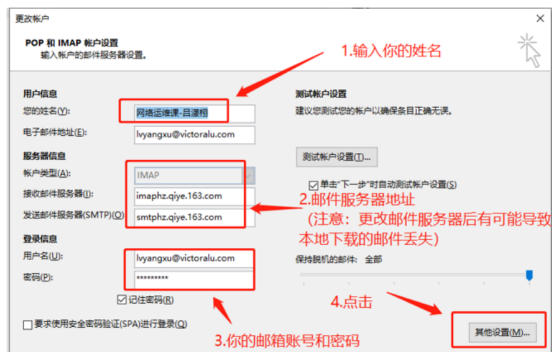 更改帐户
POP 和 IMAP 帐户设置
输入帐户的邮件服务器设置。
1.输入你的姓名
用户信息
您的姓名(Y):
网络运维课-吕漾栩
电子邮件地址(E):
lvyangxu@victoralu.com
服务器信息
帐户类型(A):
IMAP
接收邮件服务器(I):
imaphz.qiye.163.com
发送邮件服务器(SMTP)(O)
smtphz.qiye.163.com
登录信息
用户名(U):
lvyangxu@victoralu.com
密码(P):
*********
记住密码(R)
要求使用安全密码验证(SPA)进行登录(Q)
测试帐户设置
建议您测试您的帐户以确保条目正确无误。
测试帐户设置(T)...
单击"下一步"时自动测试帐户设置(S)
2.邮件服务器地址
(注意：更改邮件服务器后有可能导致
本地下载的邮件丢失)
保持脱机的邮件: 全部
4.点击
其他设置(M)...
3.你的邮箱账号和密码